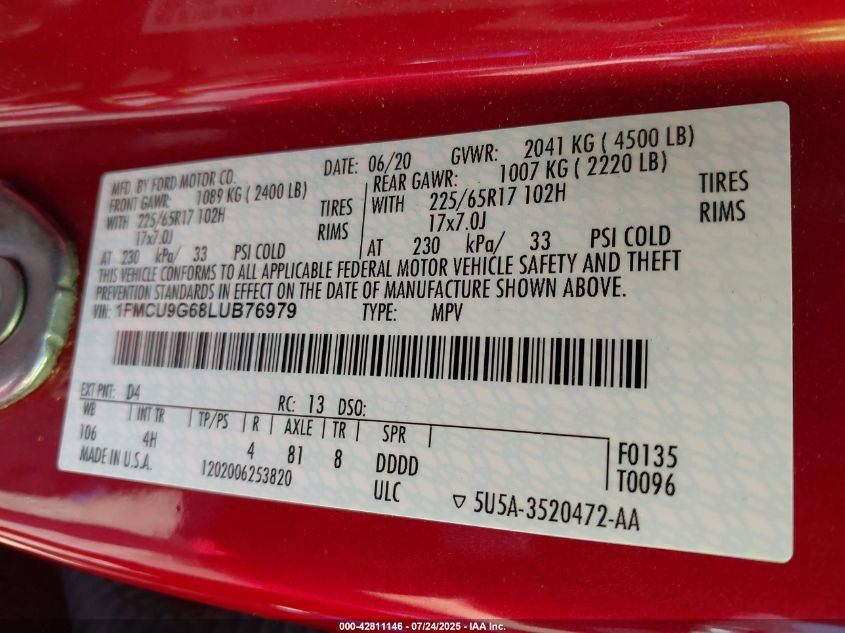 MFD. BY FORD MOTOR CO. DATE: 06/20 GVWR: 2041 KG ( 4500 LB)
FRONT GAWR: 1089 KG ( 2400 LB) REAR GAWR: 1007 KG ( 2220 LB)
WITH 225/65R17 102H TIRES WITH 225/65R17 102H TIRES
17x7.0J RIMS 17x7.0J RIMS
AT 230 kPa/ 33 PSI COLD AT 230 kPa/ 33 PSI COLD
THIS VEHICLE CONFORMS TO ALL APPLICABLE FEDERAL MOTOR VEHICLE SAFETY AND THEFT
PREVENTION STANDARDS IN EFFECT ON THE DATE OF MANUFACTURE SHOWN ABOVE.
VIN: 1FMCU9G68LUB76979 TYPE: MPV
EXT PNT: D4 RC: 13 DSO:
WB INT TR TP/PS R AXLE TR SPR
106 4H 4 81 8 DDDD F0135
MADE IN U.S.A. 1202006253820 ULC T0096
▽ 5U5A-3520472-AA
000-42811146 - 07/24/2025 - IAA Inc.